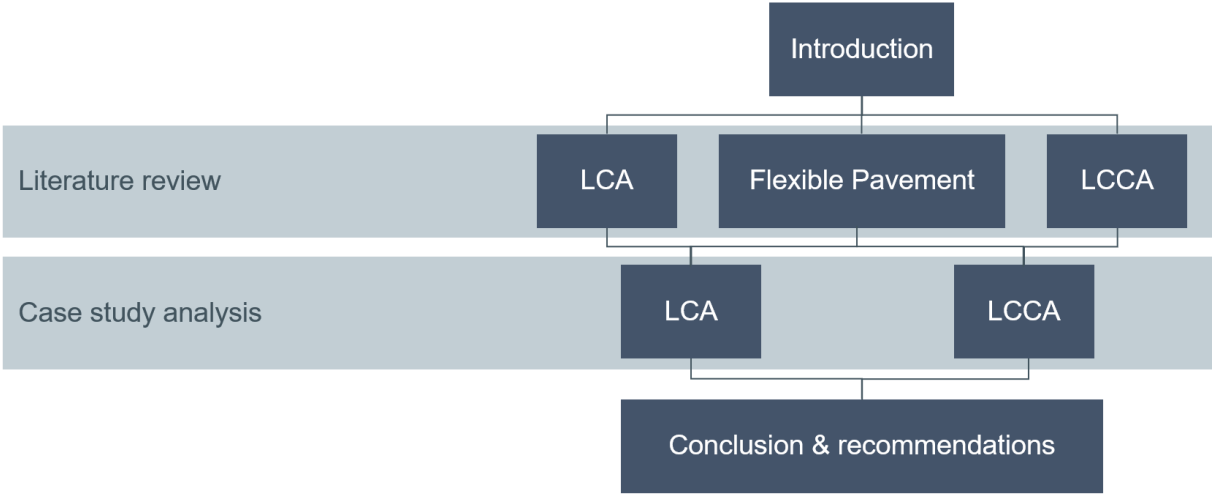 Introduction
Literature review
LCA
Flexible Pavement
LCCA
Case study analysis
LCA
LCCA
Conclusion & recommendations